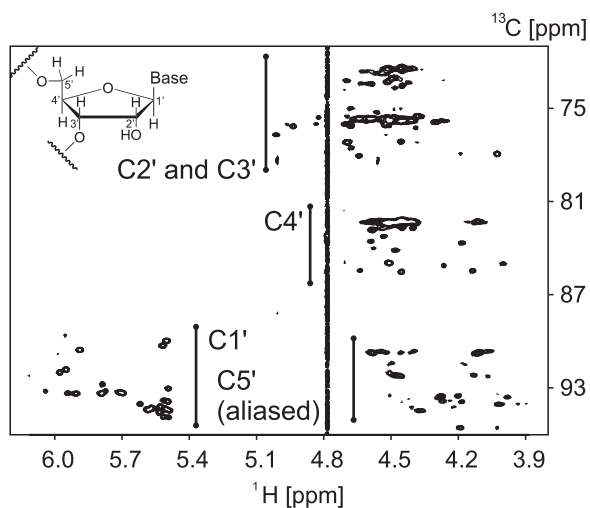 ¹³C [ppm]
H
H
O
5'
Base
O
4'
H
H
1'
H
3'
2'
H
O
HO
C2' and C3'
C4'
C1'
C5'
(aliased)
75
81
87
93
6.0 5.7 5.4 5.1 4.8 4.5 4.2 3.9
¹H [ppm]